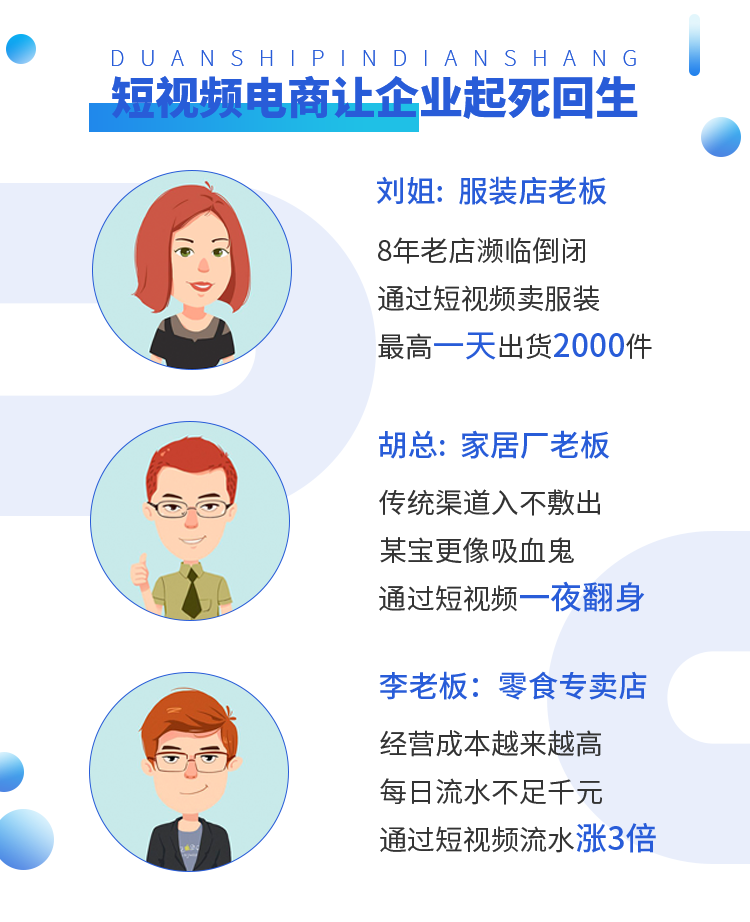 DUANSHIPINDIANSHANG
短视频电商让企业起死回生
刘姐: 服装店老板
8年老店濒临倒闭
通过短视频卖服装
最高一天出货2000件
胡总: 家居厂老板
传统渠道入不敷出
某宝更像吸血鬼
通过短视频一夜翻身
李老板：零食专卖店
经营成本越来越高
每日流水不足千元
通过短视频流水涨3倍